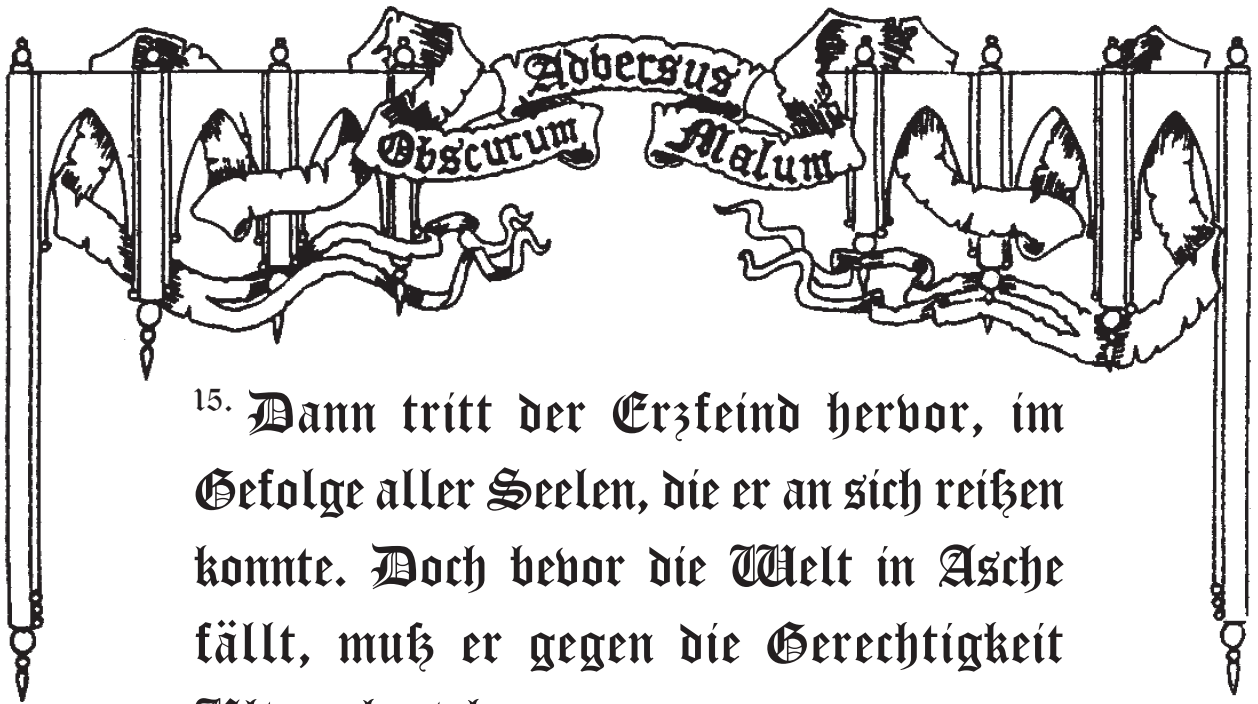 Adversus
Obscurum Malum
15. Dann tritt der Erzfeind hervor, im
Gefolge aller Seelen, die er an sich reißen
konnte. Doch bevor die Welt in Asche
fällt, muß er gegen die Gerechtigkeit